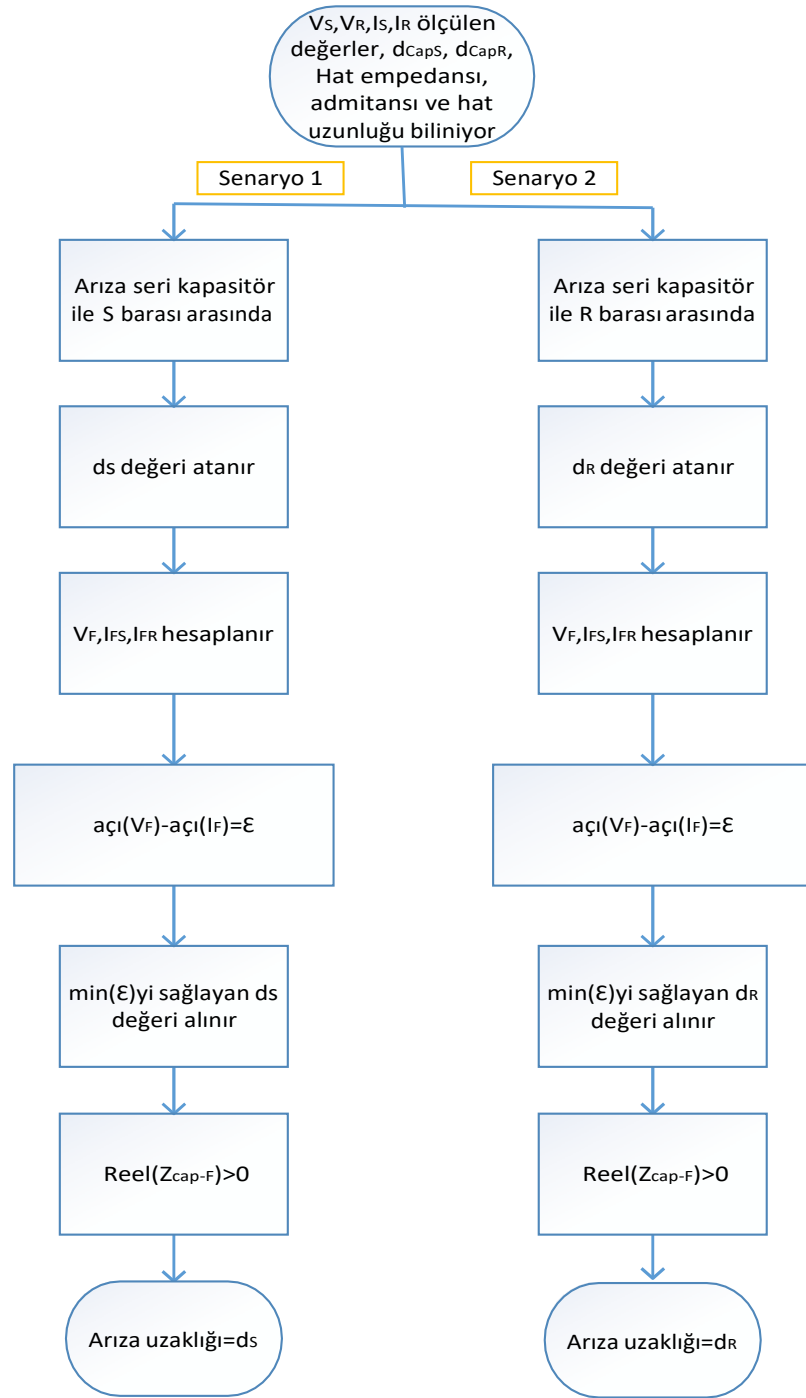 VS,VR,IS,IR ölçülen
değerler, dCapS, dCapR,
Hat empedansı,
admitansı ve hat
uzunluğu biliniyor
Senaryo 1
Senaryo 2
Arıza seri kapasitör
ile S barası arasında
Arıza seri kapasitör
ile R barası arasında
ds değeri atanır
dR değeri atanır
VF,IFS,IFR hesaplanır
VF,IFS,IFR hesaplanır
açı(VF)-açı(IF)=Ɛ
açı(VF)-açı(IF)=Ɛ
min(Ɛ)yi sağlayan ds
değeri alınır
min(Ɛ)yi sağlayan dR
değeri alınır
Reel(Zcap-F)>0
Reel(Zcap-F)>0
Arıza uzaklığı=ds
Arıza uzaklığı=dR